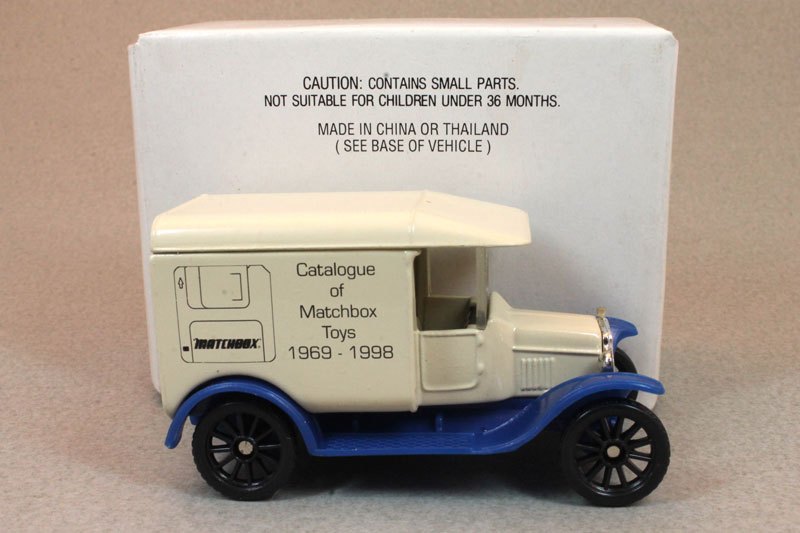 CAUTION: CONTAINS SMALL PARTS.
NOT SUITABLE FOR CHILDREN UNDER 36 MONTHS.
MADE IN CHINA OR THAILAND
( SEE BASE OF VEHICLE )
Catalogue
of
Matchbox
Toys
1969 - 1998
MATCHBOX